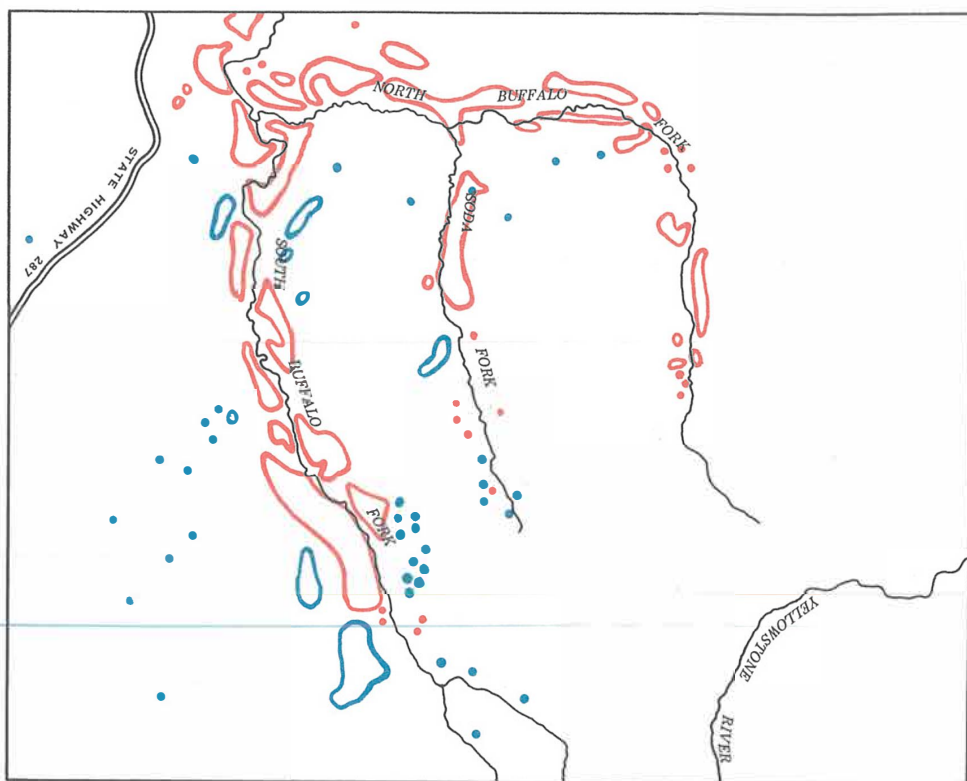 NORTH BUFFALO FORK
STATE HIGHWAY 287
SODA FORK
SOUTH BUFFALO FORK
YELLOWSTONE RIVER